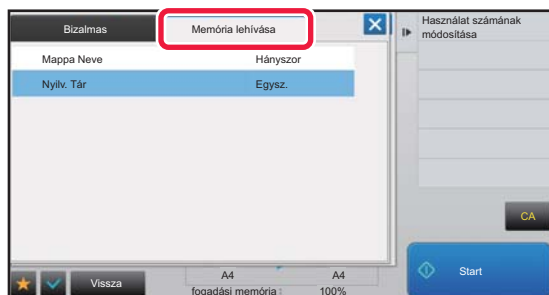 Bizalmas
Memória lehívása
Mappa Neve
Hányszor
Nyilv. Tár
Egysz.
Használat számának
módosítása
CA
Start
A4
A4
fogadási memória :
100%
Vissza